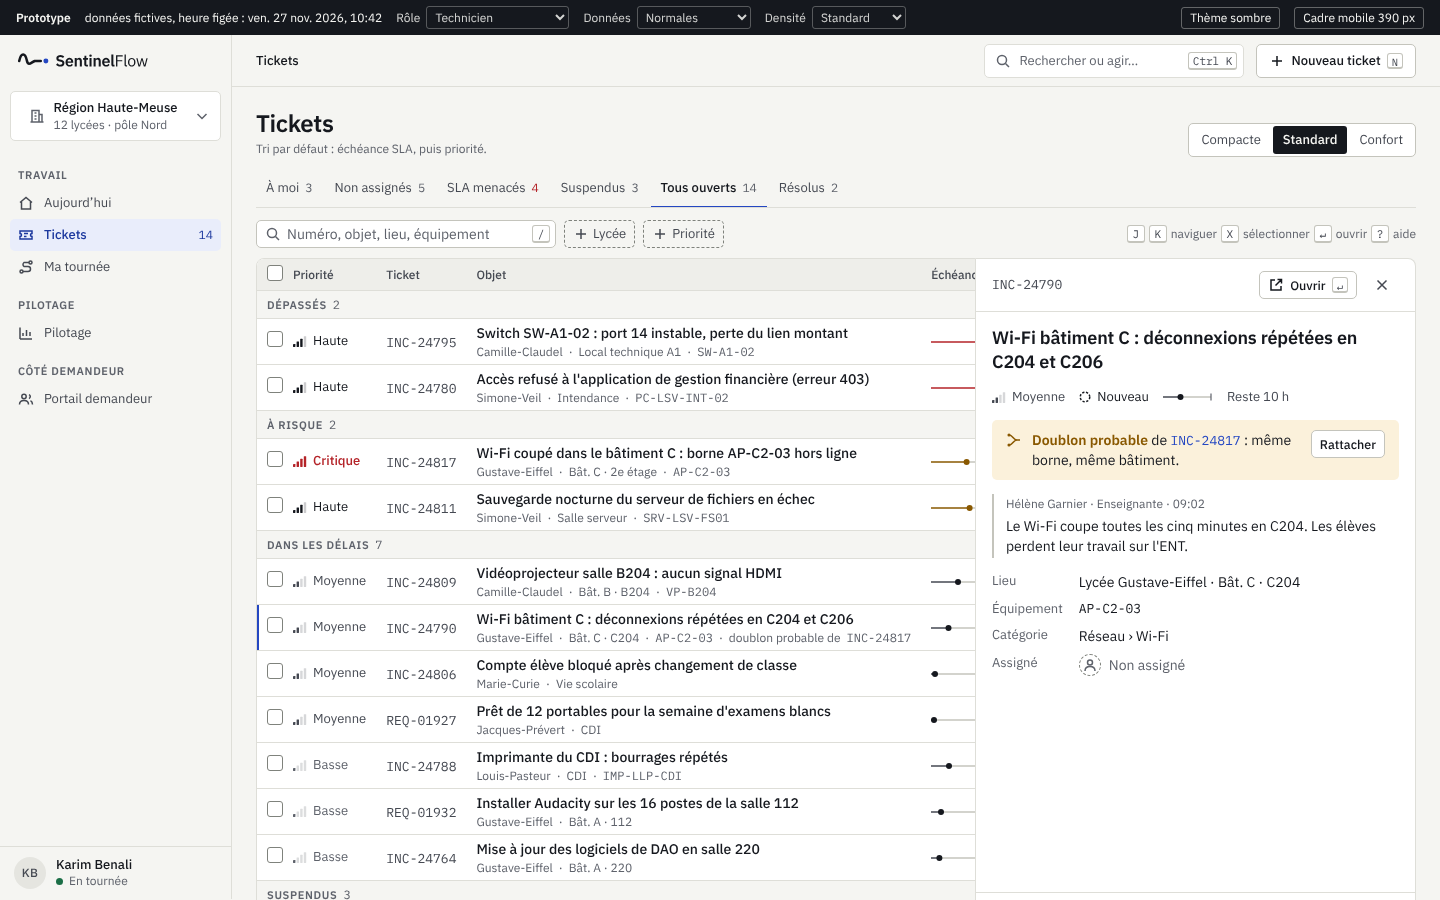 Prototype données fictives, heure figée : ven. 27 nov. 2026, 10:42 Rôle Technicien Données Normales Densité Standard Thème sombre Cadre mobile 390 px
SentinelFlow
Tickets
Rechercher ou agir… Ctrl K
Nouveau ticket N
Région Haute-Meuse
12 lycées · pôle Nord
TRAVAIL
Aujourd’hui
Tickets 14
Ma tournée
PILOTAGE
Pilotage
CÔTÉ DEMANDEUR
Portail demandeur
KB
Karim Benali
En tournée
Tickets
Tri par défaut : échéance SLA, puis priorité.
Compacte Standard Confort
À moi 3 Non assignés 5 SLA menacés 4 Suspendus 3 Tous ouverts 14 Résolus 2
Numéro, objet, lieu, équipement / + Lycée + Priorité
J K naviguer X sélectionner ↵ ouvrir ? aide
Priorité Ticket Objet
DÉPASSÉS 2
Haute INC-24795 Switch SW-A1-02 : port 14 instable, perte du lien montant
Camille-Claudel · Local technique A1 · SW-A1-02
Haute INC-24780 Accès refusé à l'application de gestion financière (erreur 403)
Simone-Veil · Intendance · PC-LSV-INT-02
À RISQUE 2
Critique INC-24817 Wi-Fi coupé dans le bâtiment C : borne AP-C2-03 hors ligne
Gustave-Eiffel · Bât. C · 2e étage · AP-C2-03
Haute INC-24811 Sauvegarde nocturne du serveur de fichiers en échec
Simone-Veil · Salle serveur · SRV-LSV-FS01
DANS LES DÉLAIS 7
Moyenne INC-24809 Vidéoprojecteur salle B204 : aucun signal HDMI
Camille-Claudel · Bât. B · B204 · VP-B204
Moyenne INC-24790 Wi-Fi bâtiment C : déconnexions répétées en C204 et C206
Gustave-Eiffel · Bât. C · C204 · AP-C2-03 · doublon probable de INC-24817
Moyenne INC-24806 Compte élève bloqué après changement de classe
Marie-Curie · Vie scolaire
Moyenne REQ-01927 Prêt de 12 portables pour la semaine d'examens blancs
Jacques-Prévert · CDI
Basse INC-24788 Imprimante du CDI : bourrages répétés
Louis-Pasteur · CDI · IMP-LLP-CDI
Basse REQ-01932 Installer Audacity sur les 16 postes de la salle 112
Gustave-Eiffel · Bât. A · 112
Basse INC-24764 Mise à jour des logiciels de DAO en salle 220
Gustave-Eiffel · Bât. A · 220
SUSPENDUS 3
INC-24790 Ouvrir ↵
Wi-Fi bâtiment C : déconnexions répétées en
C204 et C206
Moyenne Nouveau Reste 10 h
Doublon probable de INC-24817 : même
borne, même bâtiment.
Rattacher
Hélène Garnier · Enseignante · 09:02
Le Wi-Fi coupe toutes les cinq minutes en C204. Les élèves
perdent leur travail sur l'ENT.
Lieu Lycée Gustave-Eiffel · Bât. C · C204
Équipement AP-C2-03
Catégorie Réseau › Wi-Fi
Assigné Non assigné